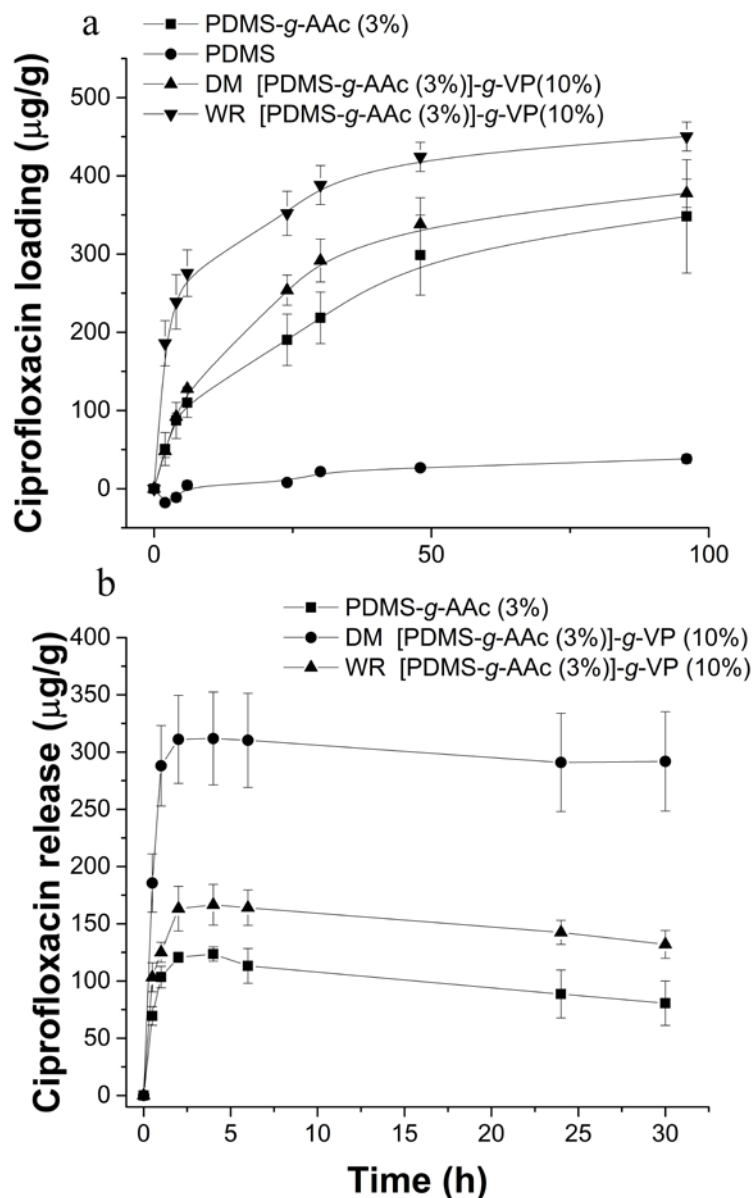 a
PDMS-g-AAc (3%)
PDMS
DM [PDMS-g-AAc (3%)]-g-VP(10%)
WR [PDMS-g-AAc (3%)]-g-VP(10%)
Ciprofloxacin loading (μg/g)
500
400
300
200
100
0
0 50 100
b
PDMS-g-AAc (3%)
DM [PDMS-g-AAc (3%)]-g-VP (10%)
WR [PDMS-g-AAc (3%)]-g-VP (10%)
Ciprofloxacin release (μg/g)
400
350
300
250
200
150
100
50
0
0 5 10 15 20 25 30
Time (h)